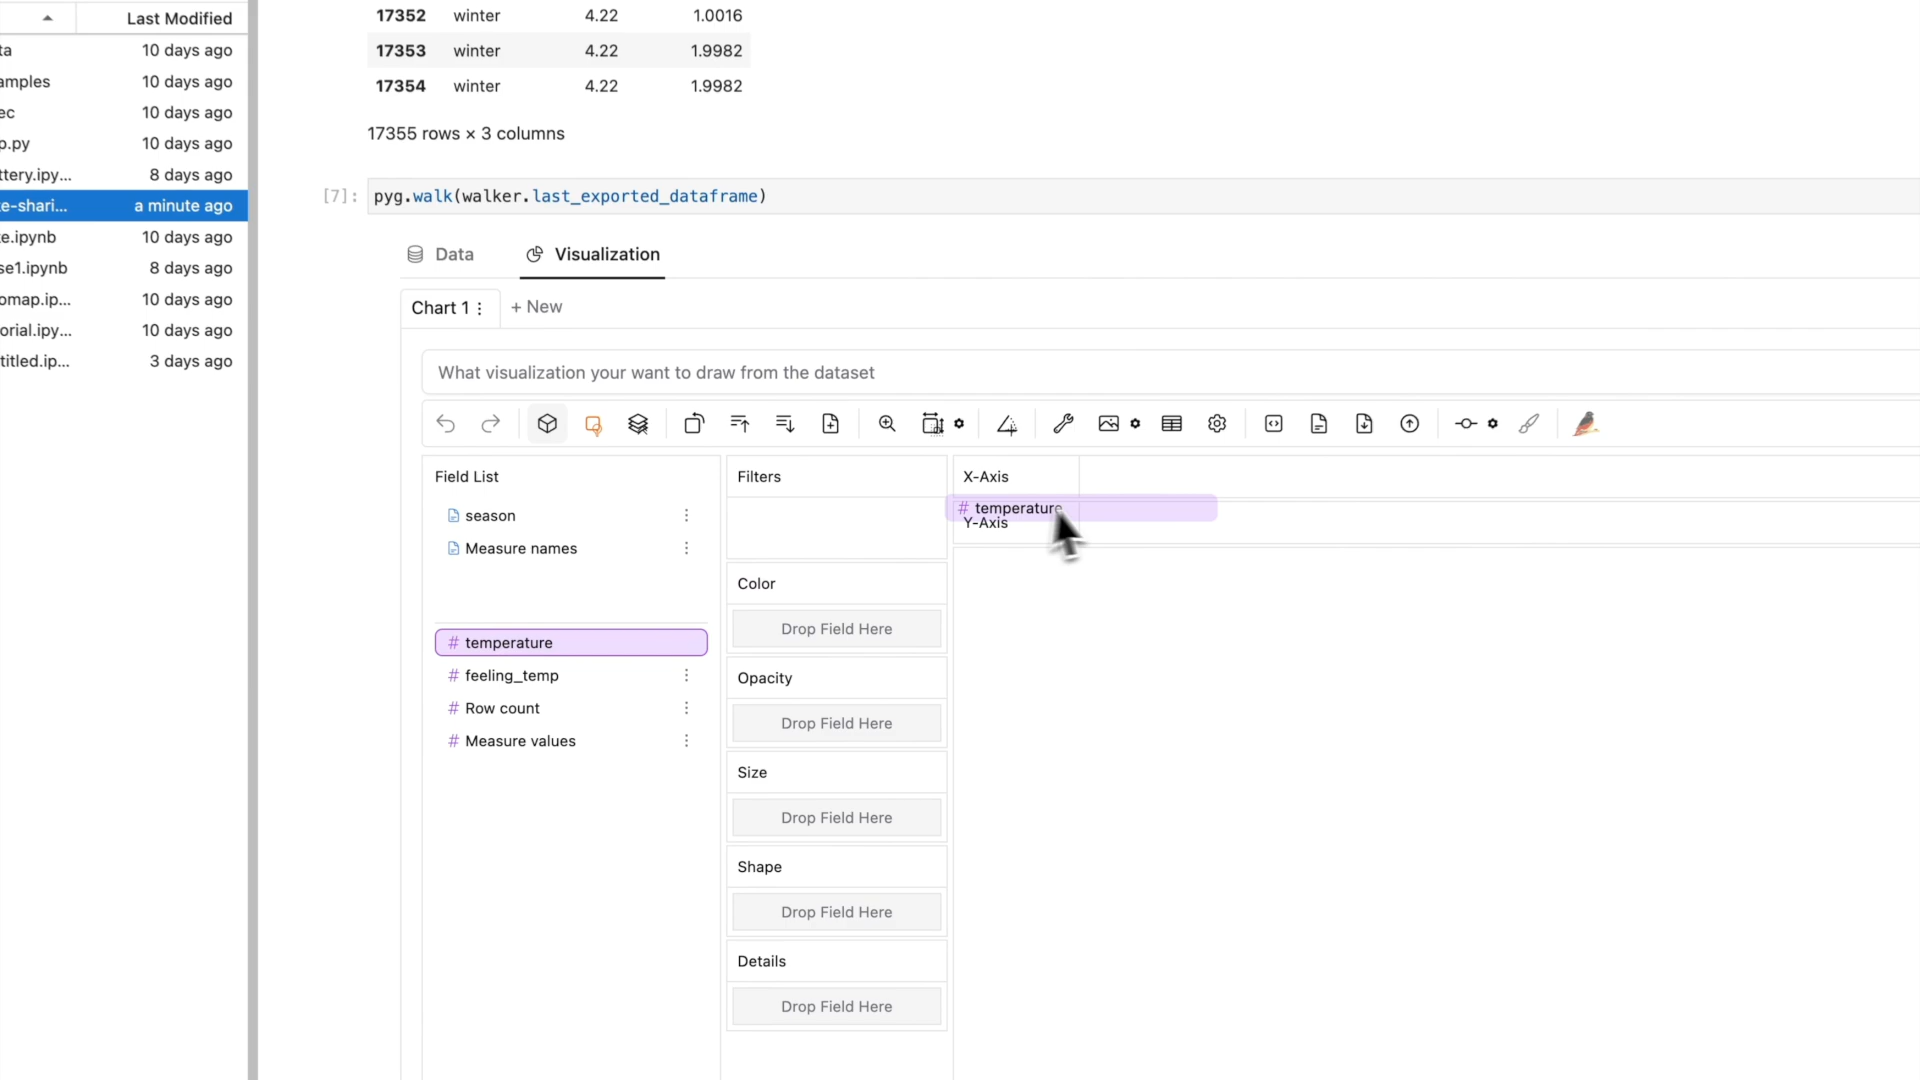 Last Modified
ta 10 days ago
amples 10 days ago
ec 10 days ago
p.py 10 days ago
ttery.ipy... 8 days ago
e-shari... a minute ago
e.ipynb 10 days ago
se1.ipynb 8 days ago
omap.ip... 10 days ago
orial.ipy... 10 days ago
titled.ip... 3 days ago
17352 winter 4.22 1.0016
17353 winter 4.22 1.9982
17354 winter 4.22 1.9982
17355 rows × 3 columns
[7]: pyg.walk(walker.last_exported_dataframe)
Data Visualization
Chart 1 + New
What visualization your want to draw from the dataset
Field List
season
Measure names
# temperature
# feeling_temp
# Row count
# Measure values
Filters
Color
Drop Field Here
Opacity
Drop Field Here
Size
Drop Field Here
Shape
Drop Field Here
Details
Drop Field Here
X-Axis
# temperature
Y-Axis